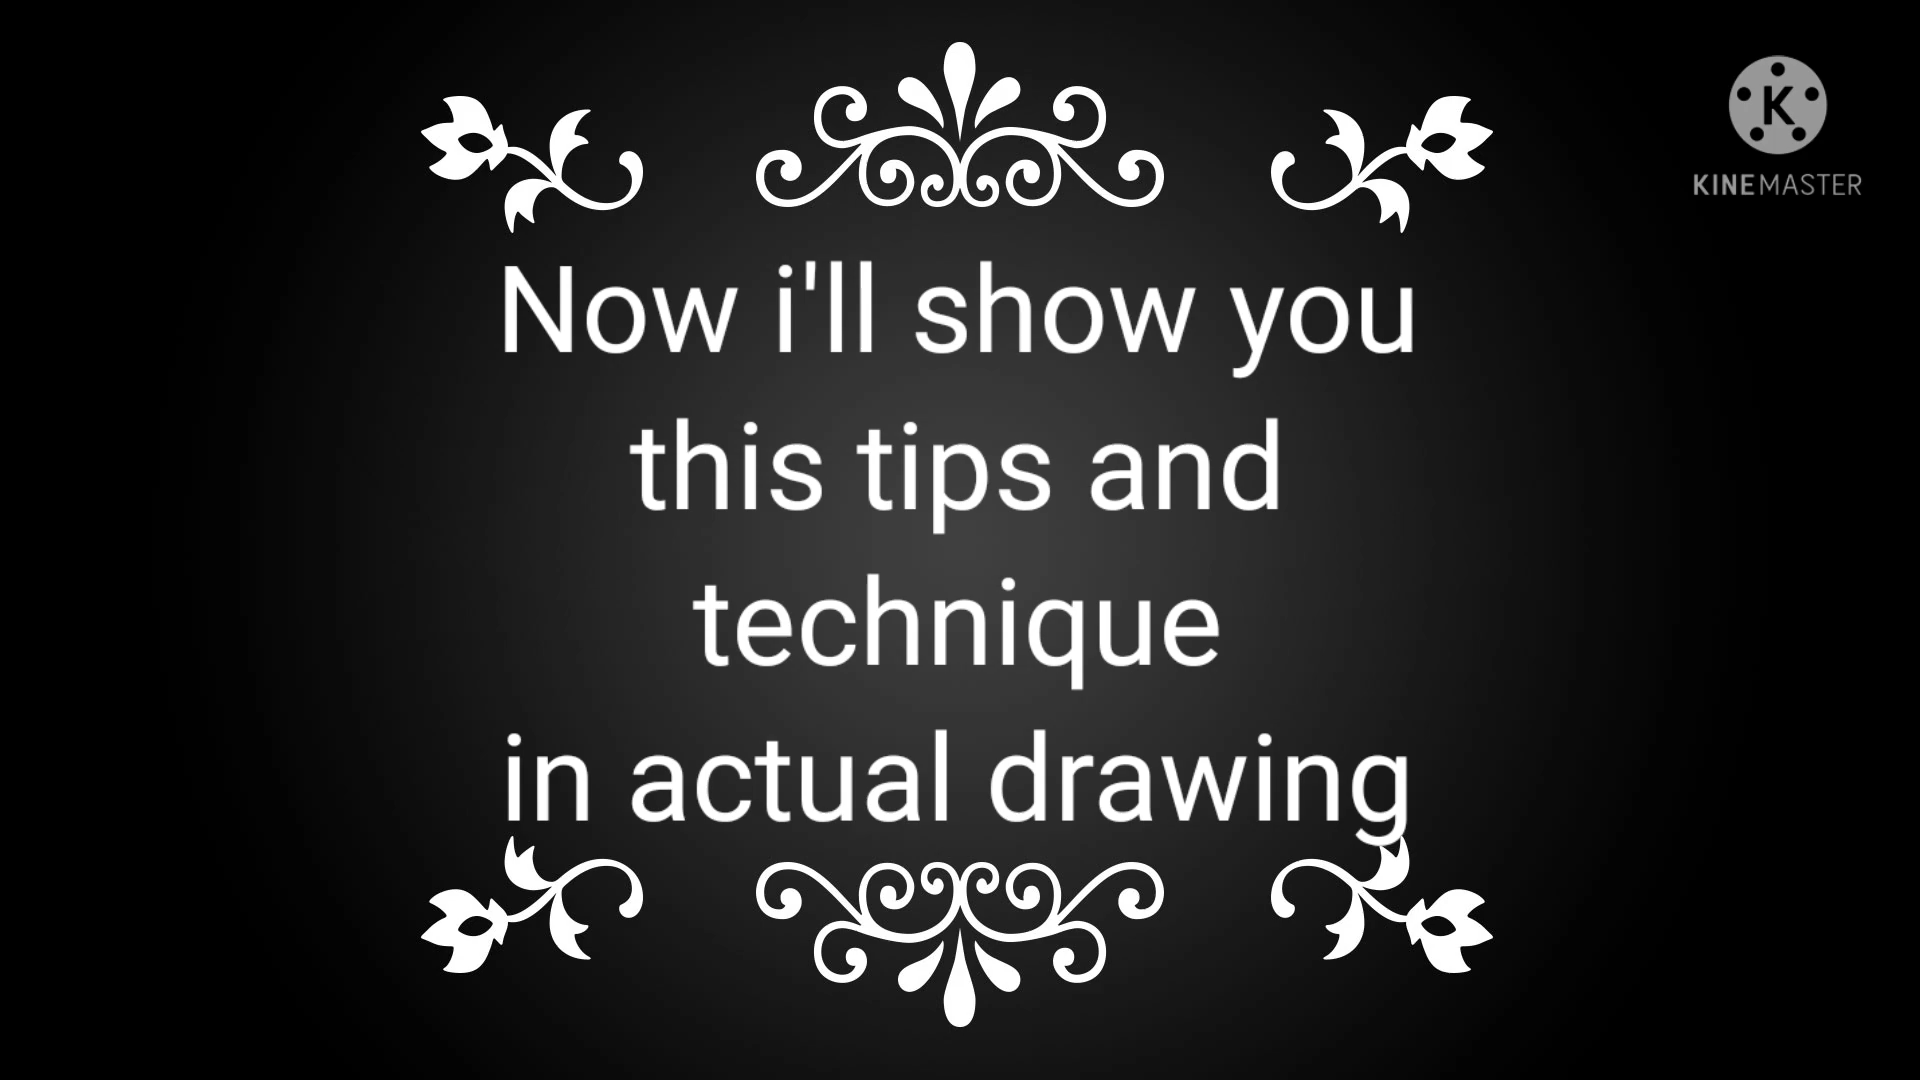 K
KINEMASTER
Now i'll show you
this tips and
technique
in actual drawing